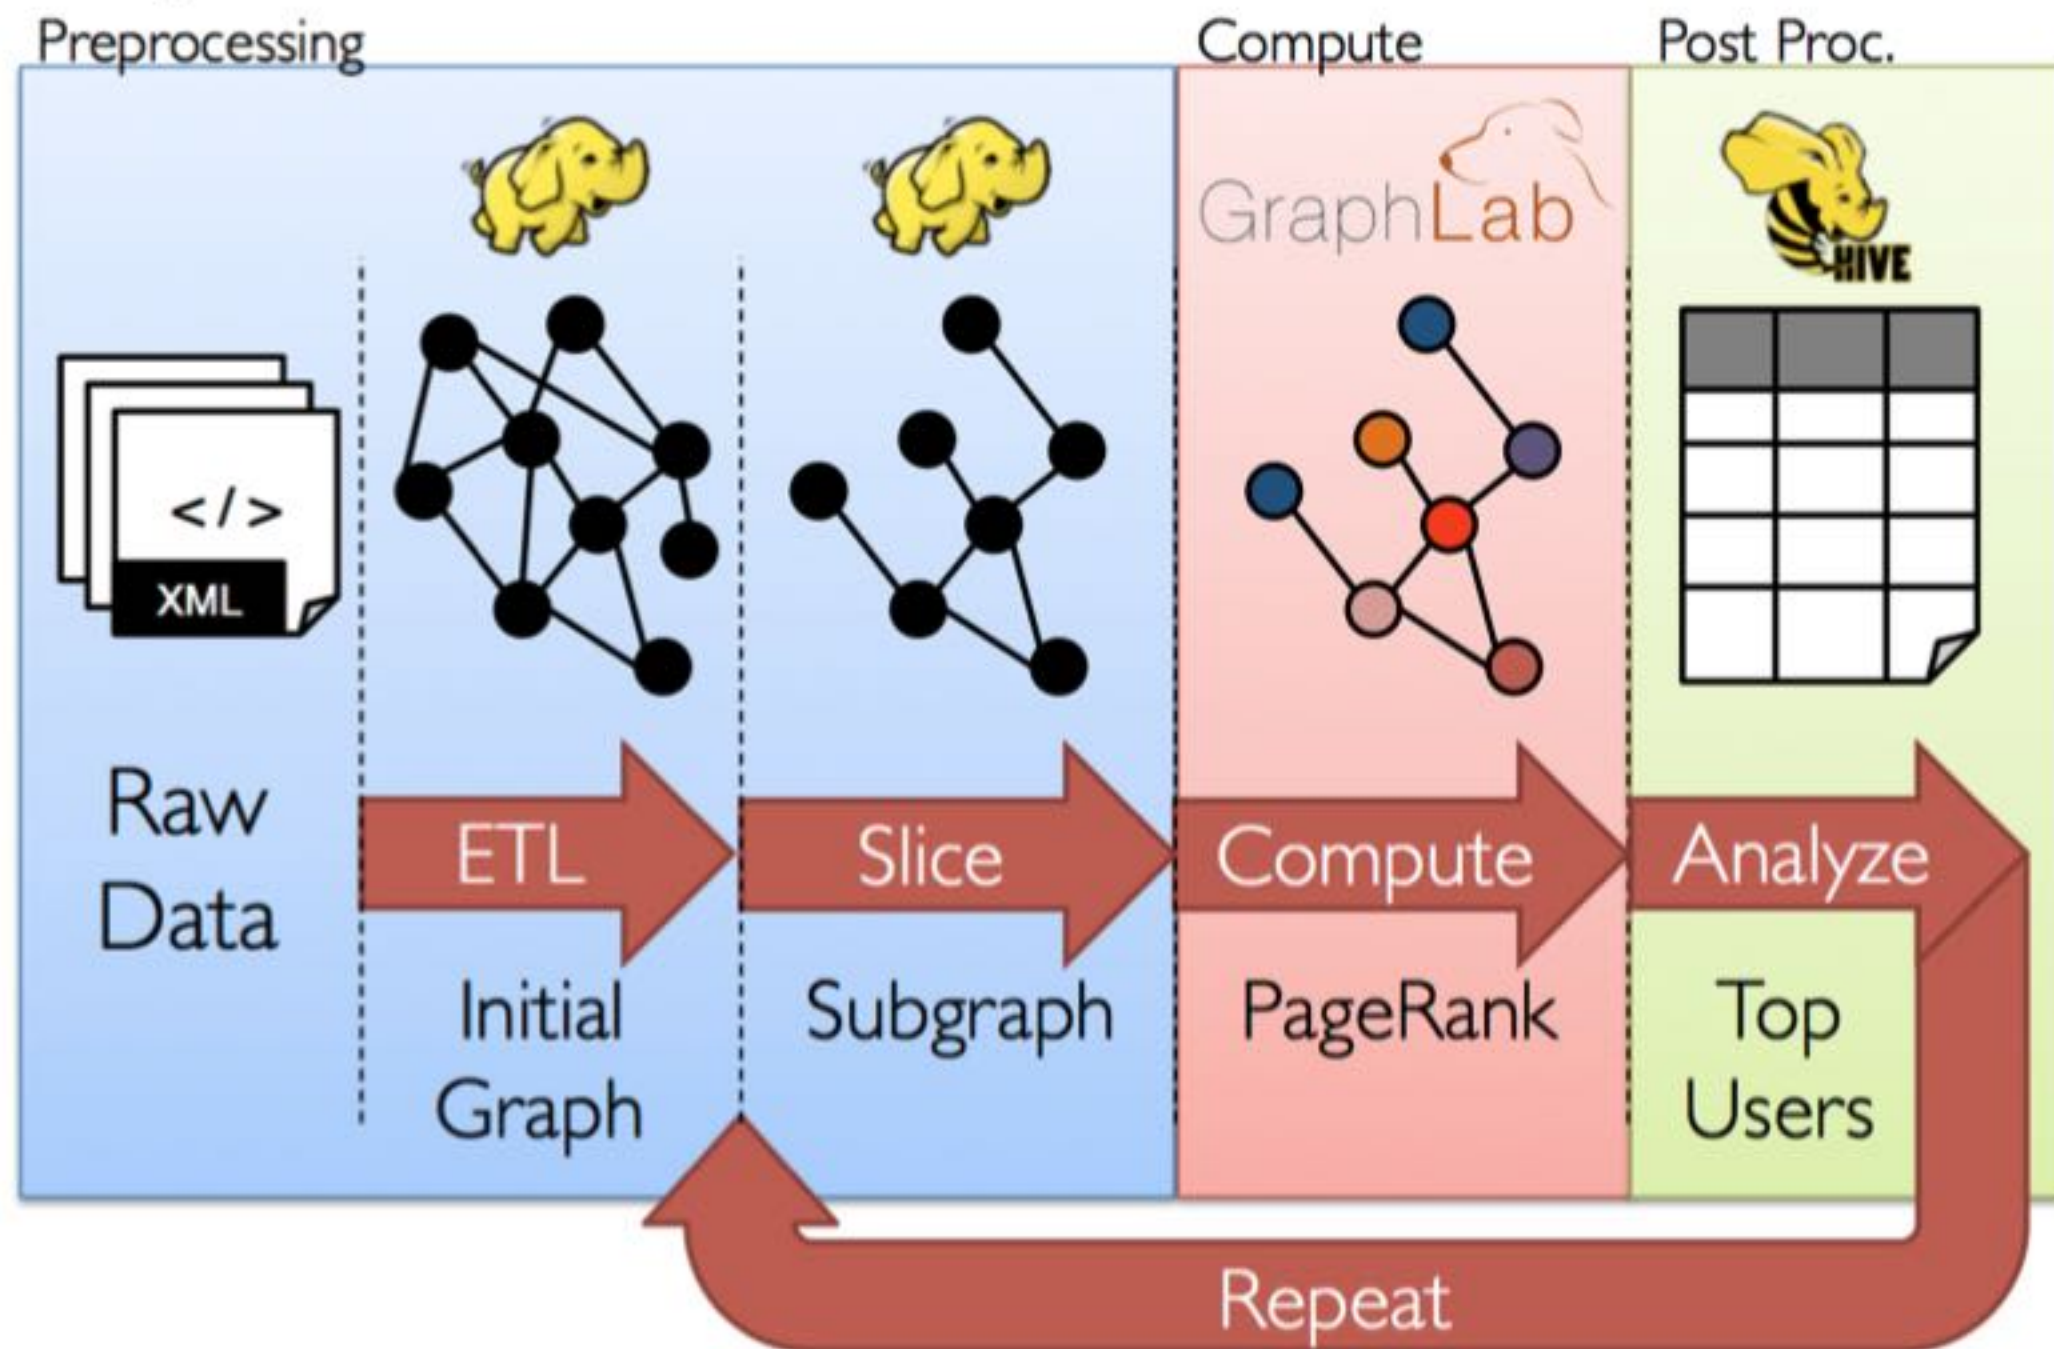 Preprocessing
Compute
Post Proc.
GraphLab
HIVE
</>
XML
Raw
Data
ETL
Slice
Compute
Analyze
Initial
Graph
Subgraph
PageRank
Top
Users
Repeat